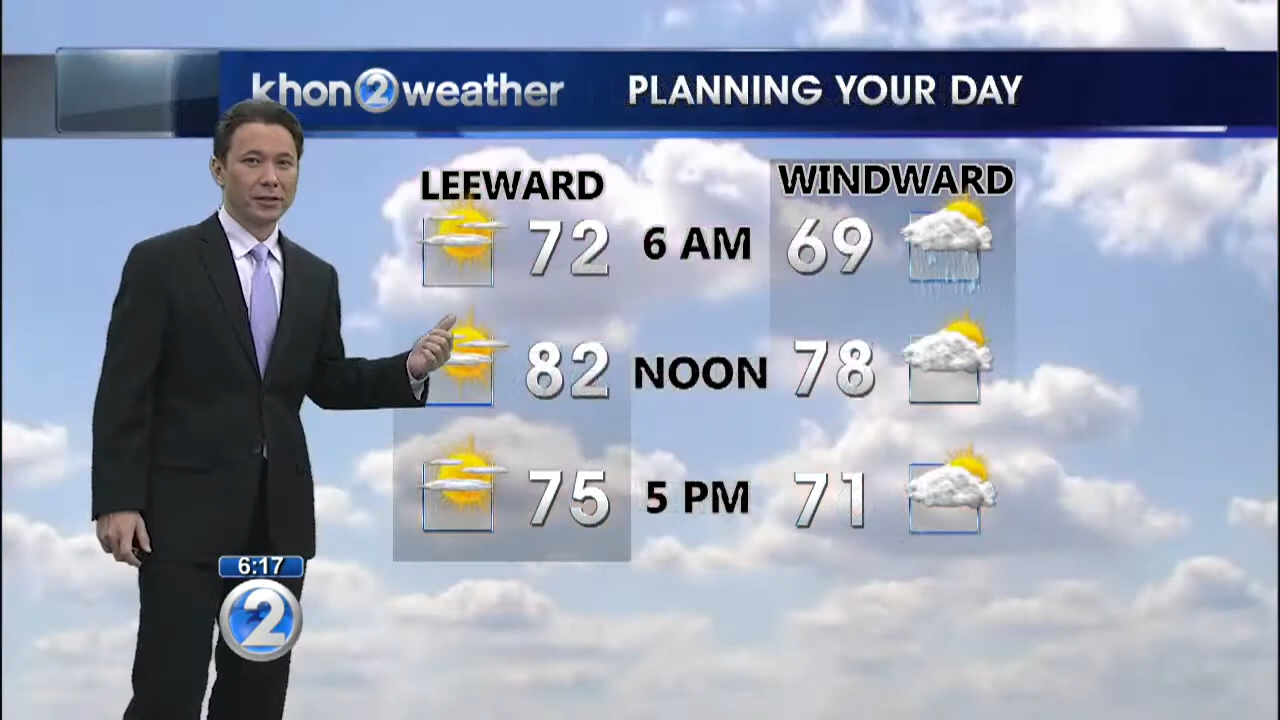 khon2weather PLANNING YOUR DAY
LEEWARD WINDWARD
72 6 AM 69
82 NOON 78
75 5 PM 71
6:17
2